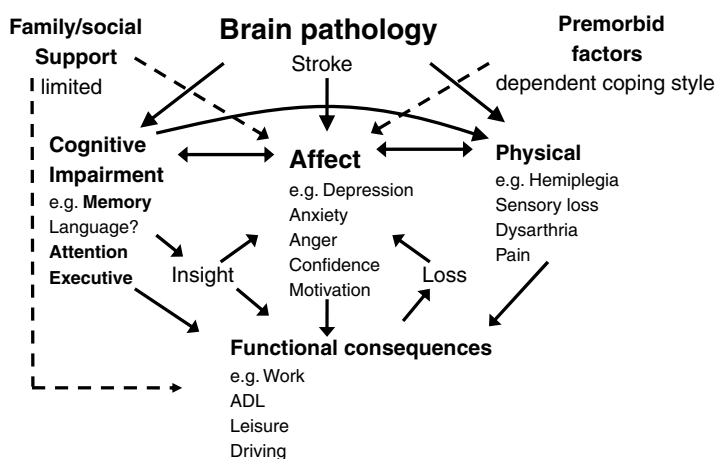 Family/social
Support
limited
Brain pathology
Stroke
Premorbid
factors
dependent coping style
Cognitive
Impairment
e.g. Memory
Language?
Attention
Executive
Affect
e.g. Depression
Anxiety
Anger
Confidence
Motivation
Physical
e.g. Hemiplegia
Sensory loss
Dysarthria
Pain
Insight
Loss
Functional consequences
e.g. Work
ADL
Leisure
Driving